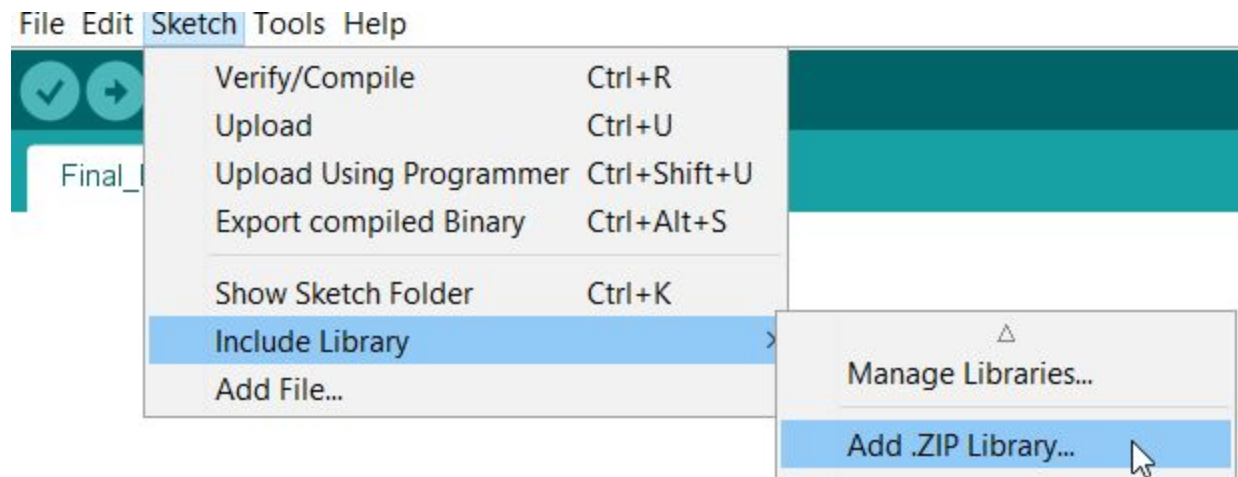 File Edit Sketch Tools Help
Verify/Compile Ctrl+R
Upload Ctrl+U
Final_
Upload Using Programmer Ctrl+Shift+U
Export compiled Binary Ctrl+Alt+S
Show Sketch Folder Ctrl+K
Include Library
Add File...
Manage Libraries...
Add .ZIP Library...